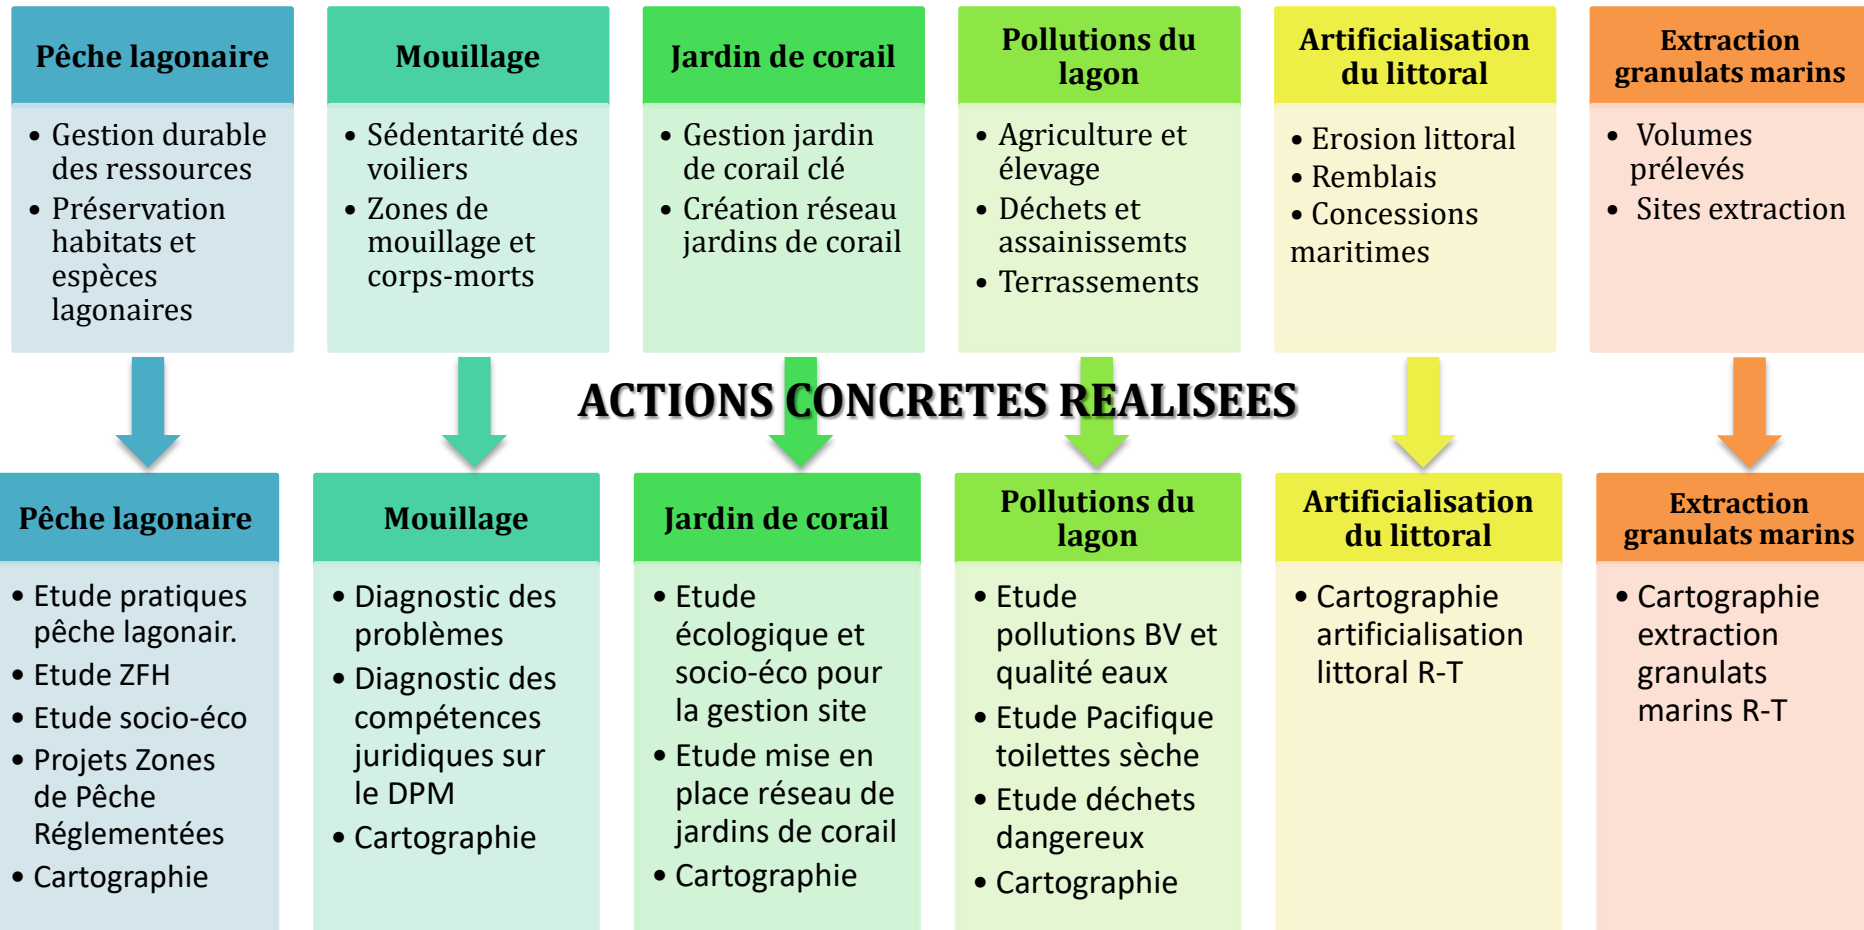 Pêche lagonaire
• Gestion durable
des ressources
• Préservation
habitats et
espèces
lagonaires
Mouillage
• Sédentarité des
voiliers
• Zones de
mouillage et
corps-morts
Jardin de corail
• Gestion jardin
de corail clé
• Création réseau
jardins de corail
Pollutions du
lagon
• Agriculture et
élevage
• Déchets et
assainissemts
• Terrassements
Artificialisation
du littoral
• Erosion littoral
• Remblais
• Concessions
maritimes
Extraction
granulats marins
• Volumes
prélevés
• Sites extraction
ACTIONS CONCRETES REALISEES
Pêche lagonaire
• Etude pratiques
pêche lagonair.
• Etude ZFH
• Etude socio-éco
• Projets Zones
de Pêche
Réglementées
• Cartographie
Mouillage
• Diagnostic des
problèmes
• Diagnostic des
compétences
juridiques sur
le DPM
• Cartographie
Jardin de corail
• Etude
écologique et
socio-éco pour
la gestion site
• Etude mise en
place réseau de
jardins de corail
• Cartographie
Pollutions du
lagon
• Etude
pollutions BV et
qualité eaux
• Etude Pacifique
toilettes sèche
• Etude déchets
dangereux
• Cartographie
Artificialisation
du littoral
• Cartographie
artificialisation
littoral R-T
Extraction
granulats marins
• Cartographie
extraction
granulats
marins R-T